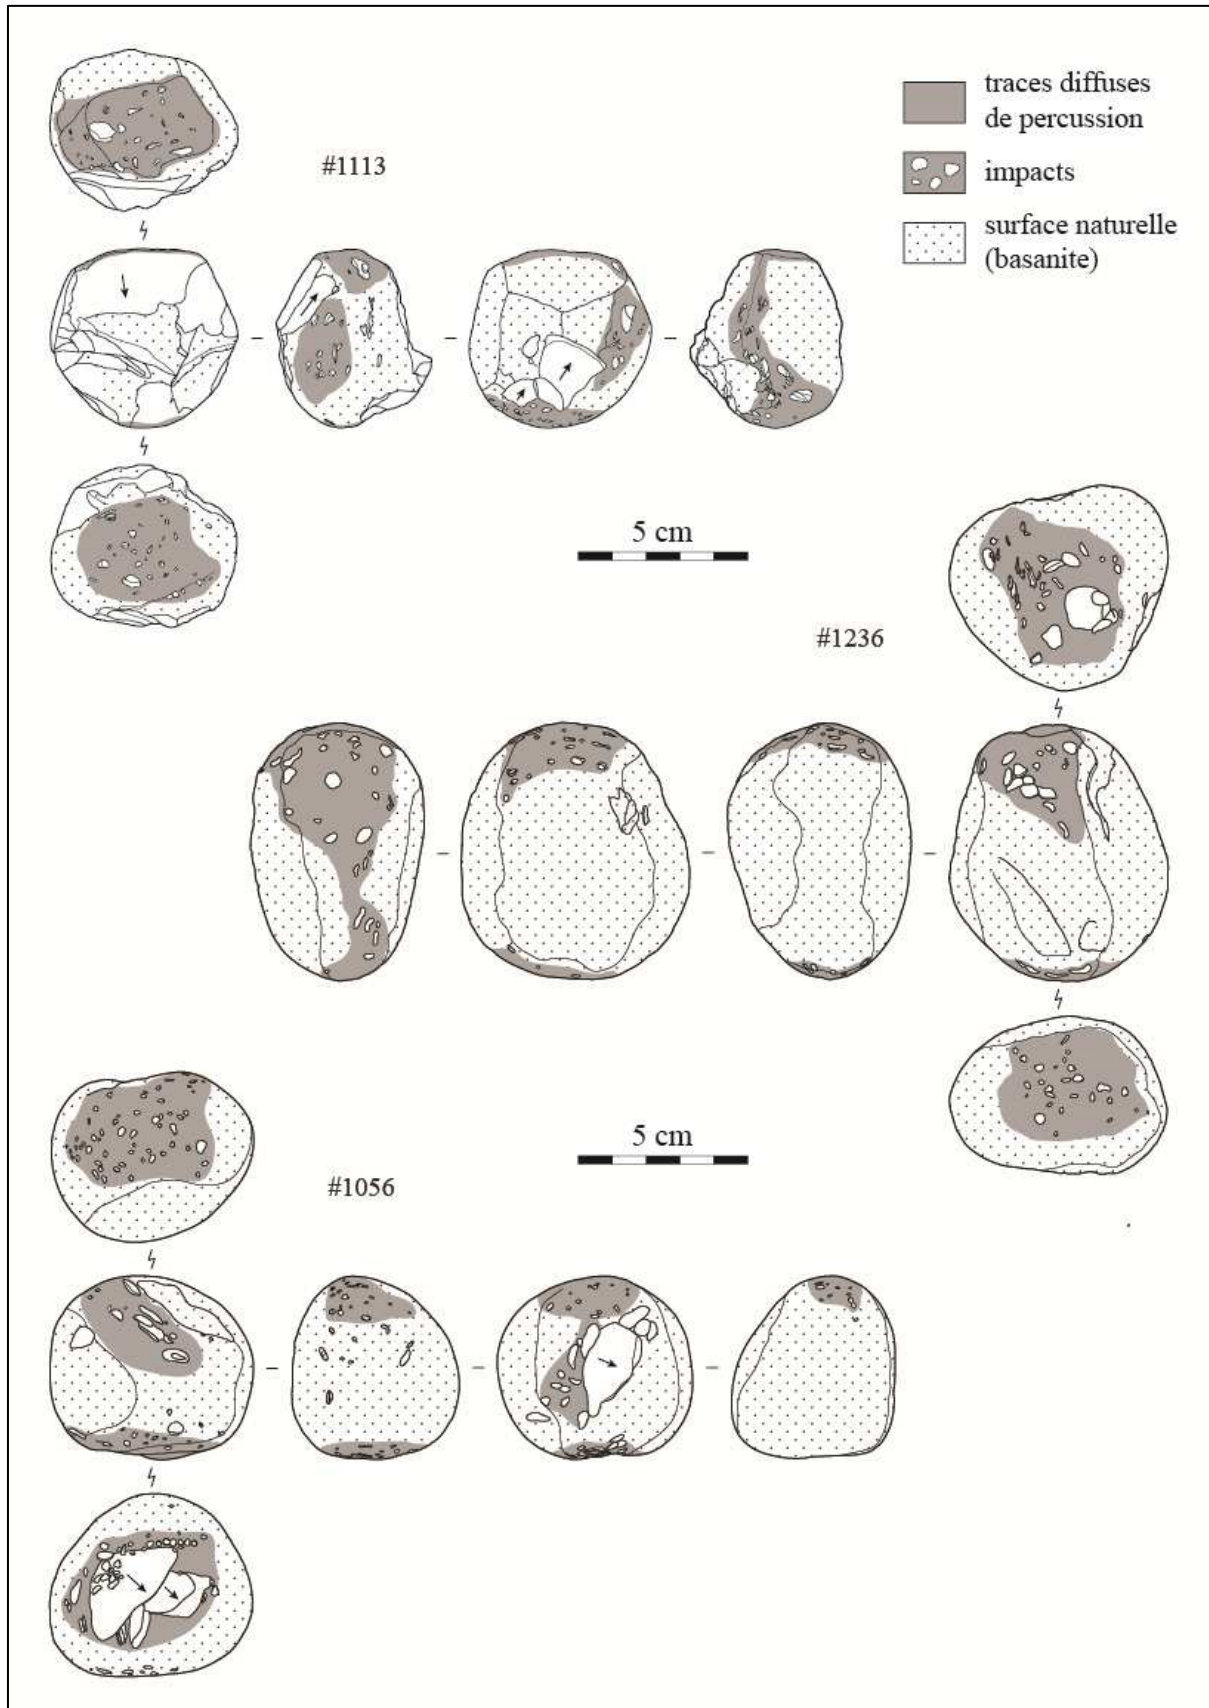 traces diffuses
de percussion
#1113
impacts
surface naturelle
(basanite)
5 cm
#1236
5 cm
#1056